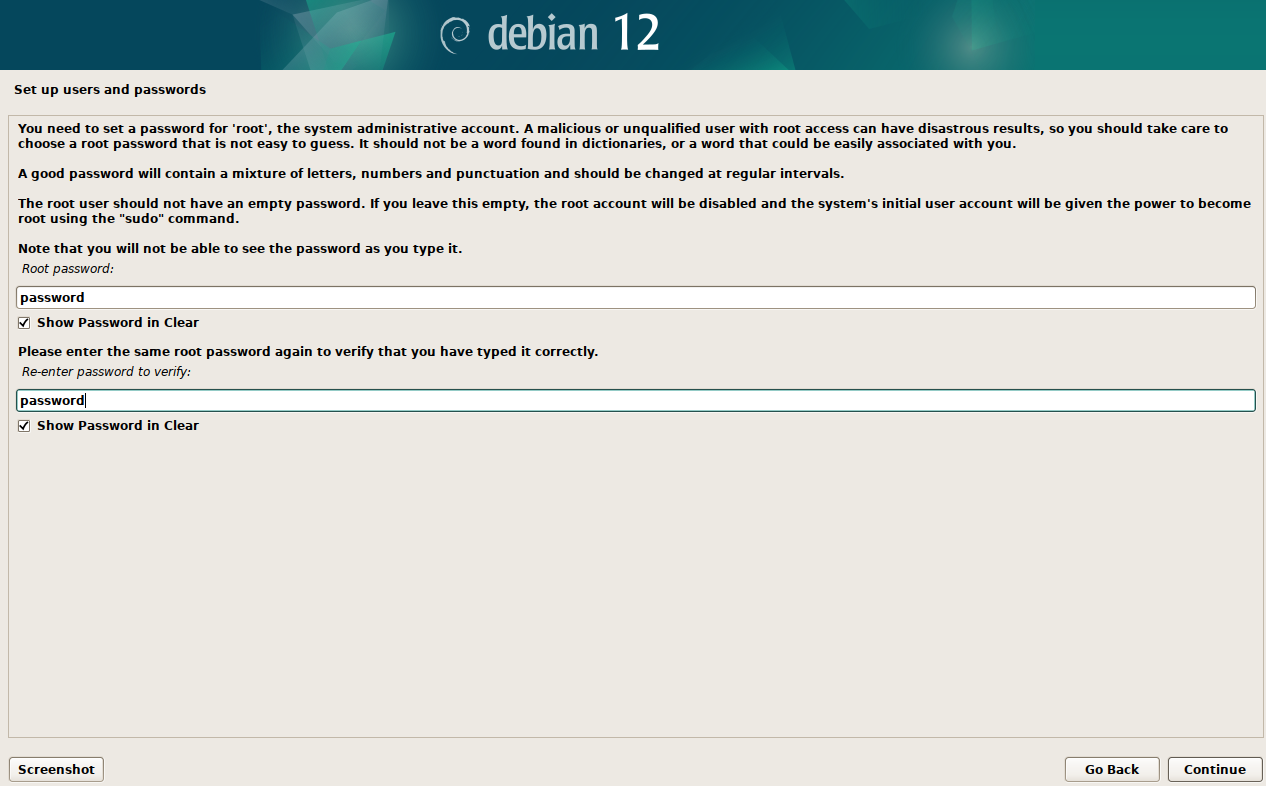 debian 12
Set up users and passwords
You need to set a password for 'root', the system administrative account. A malicious or unqualified user with root access can have disastrous results, so you should take care to
choose a root password that is not easy to guess. It should not be a word found in dictionaries, or a word that could be easily associated with you.
A good password will contain a mixture of letters, numbers and punctuation and should be changed at regular intervals.
The root user should not have an empty password. If you leave this empty, the root account will be disabled and the system's initial user account will be given the power to become
root using the "sudo" command.
Note that you will not be able to see the password as you type it.
Root password:
password
Show Password in Clear
Please enter the same root password again to verify that you have typed it correctly.
Re-enter password to verify:
password
Show Password in Clear
Screenshot
Go Back
Continue